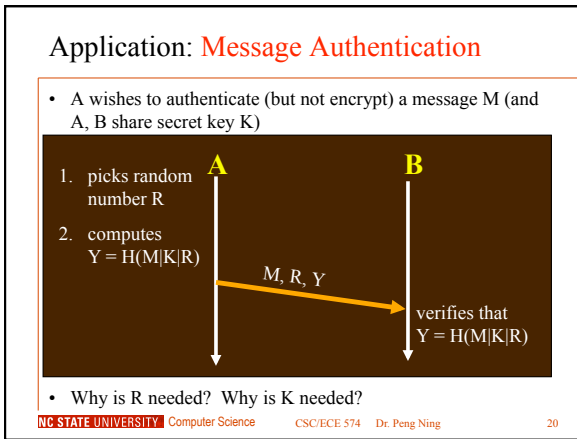 Application: Message Authentication
• A wishes to authenticate (but not encrypt) a message M (and
A, B share secret key K)
A
B
1. picks random
number R
2. computes
Y = H(M|K|R)
M, R, Y
verifies that
Y = H(M|K|R)
• Why is R needed? Why is K needed?
NC STATE UNIVERSITY Computer Science CSC/ECE 574 Dr. Peng Ning 20